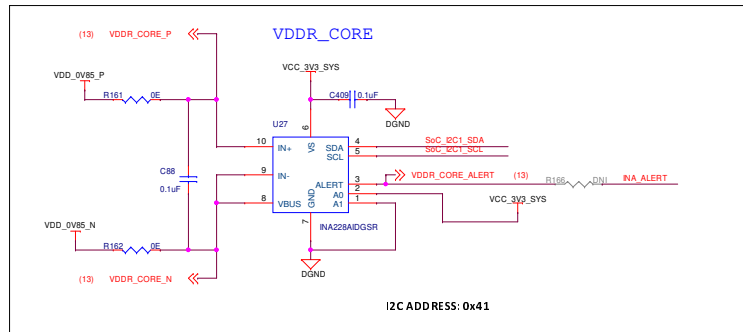 (13) VDDR_CORE_P
VDDR_CORE
VDD_0V85_P
VCC_3V3_SYS
R161 0E
C409 0.1uF
DGND
U27
6
VS
10 IN+
SDA 4 SoC_I2C1_SDA
SCL 5 SoC_I2C1_SCL
C88
0.1uF
9 IN-
ALERT 3
VDDR_CORE_ALERT (13)
R166 DNI INA_ALERT
8 VBUS
GND
A0 2
A1 1
VCC_3V3_SYS
7
INA228AIDGSR
VDD_0V85_N
R162 0E
DGND
(13) VDDR_CORE_N
I2C ADDRESS: 0x41